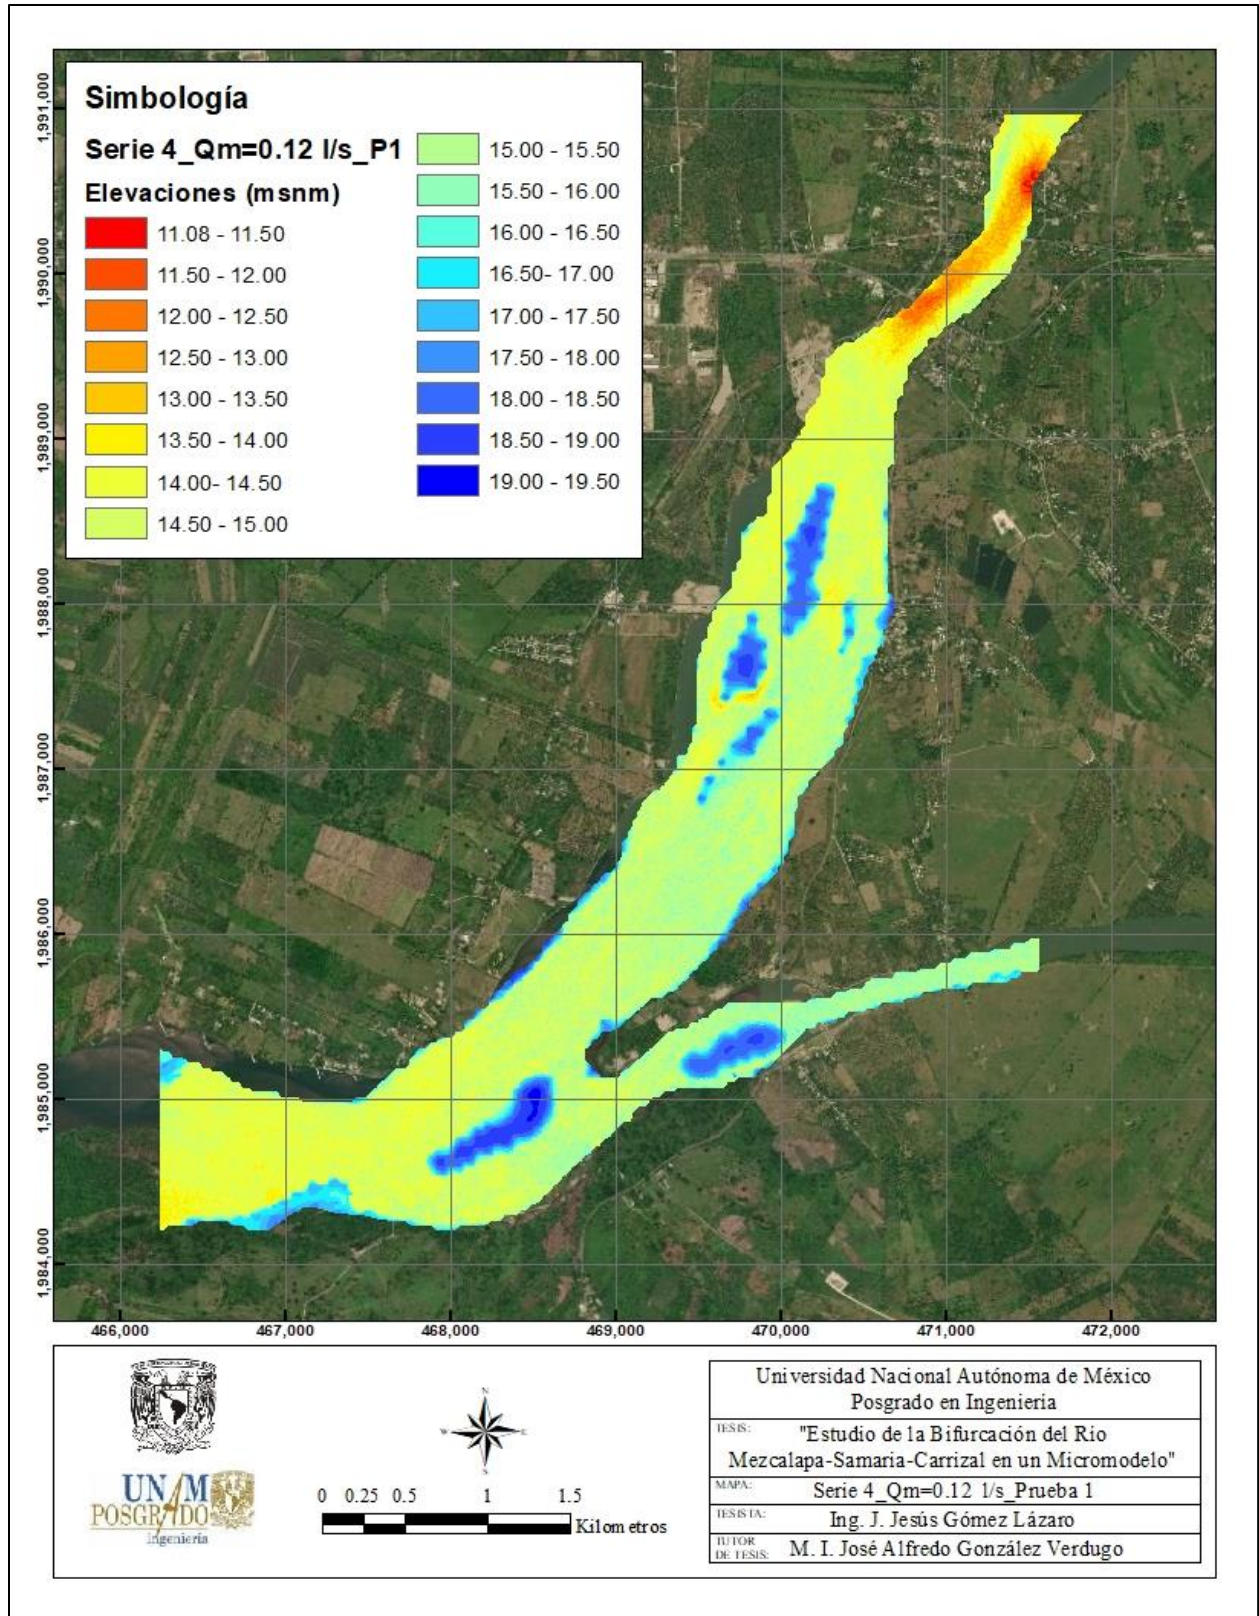 Simbología
Serie 4_Qm=0.12 l/s_P1
Elevaciones (msnm)
11.08 - 11.50
11.50 - 12.00
12.00 - 12.50
12.50 - 13.00
13.00 - 13.50
13.50 - 14.00
14.00- 14.50
14.50 - 15.00
15.00 - 15.50
15.50 - 16.00
16.00 - 16.50
16.50- 17.00
17.00 - 17.50
17.50 - 18.00
18.00 - 18.50
18.50 - 19.00
19.00 - 19.50
1,991,000
1,990,000
1,989,000
1,988,000
1,987,000
1,986,000
1,985,000
1,984,000
466,000 467,000 468,000 469,000 470,000 471,000 472,000
UNAM
POSGRADO
Ingeniería
N
W E
S
0 0.25 0.5 1 1.5
Kilometros
Universidad Nacional Autónoma de México
Posgrado en Ingeniería
TESIS: "Estudio de la Bifurcación del Río
Mezcalapa-Samaria-Carrizal en un Micromodelo"
MAPA: Serie 4_Qm=0.12 l/s_Prueba 1
TESISTA: Ing. J. Jesús Gómez Lázaro
TUTOR
DE TESIS: M. I. José Alfredo González Verdugo